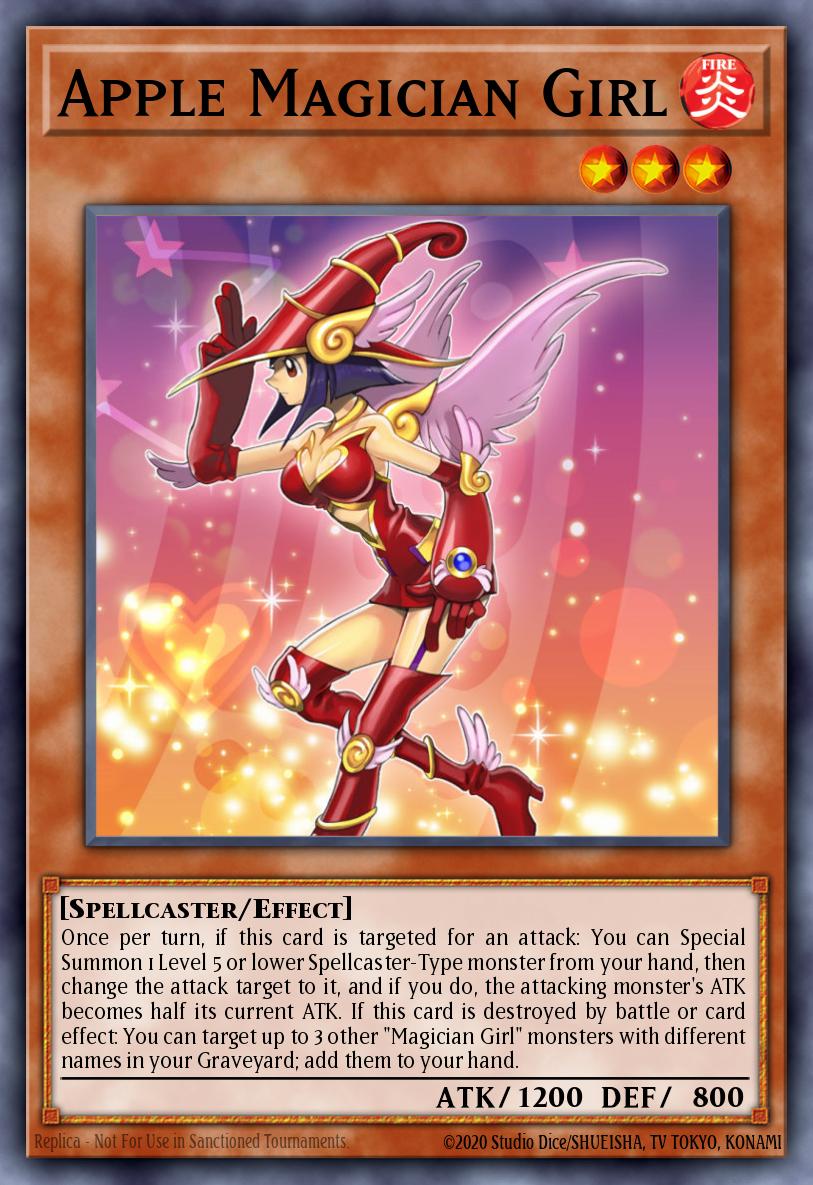 Apple Magician Girl
FIRE
炎
[Spellcaster/Effect]
Once per turn, if this card is targeted for an attack: You can Special
Summon 1 Level 5 or lower Spellcaster-Type monster from your hand, then
change the attack target to it, and if you do, the attacking monster's ATK
becomes half its current ATK. If this card is destroyed by battle or card
effect: You can target up to 3 other "Magician Girl" monsters with different
names in your Graveyard; add them to your hand.
ATK/1200 DEF/ 800
Replica - Not For Use in Sanctioned Tournaments.
©2020 Studio Dice/SHUEISHA, TV TOKYO, KONAMI